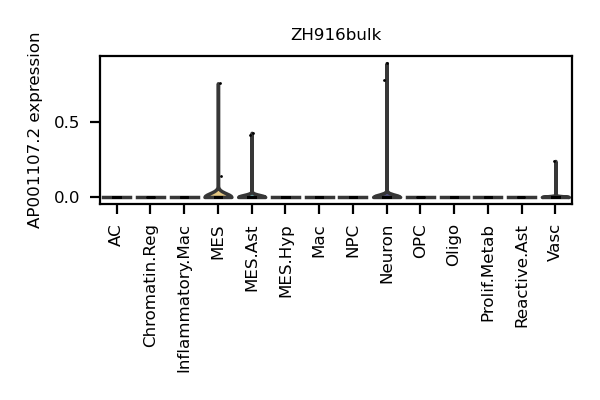 ZH916bulk
AP001107.2 expression
0.5
0.0
AC
Chromatin.Reg
Inflammatory.Mac
MES
MES.Ast
MES.Hyp
Mac
NPC
Neuron
OPC
Oligo
Prolif.Metab
Reactive.Ast
Vasc